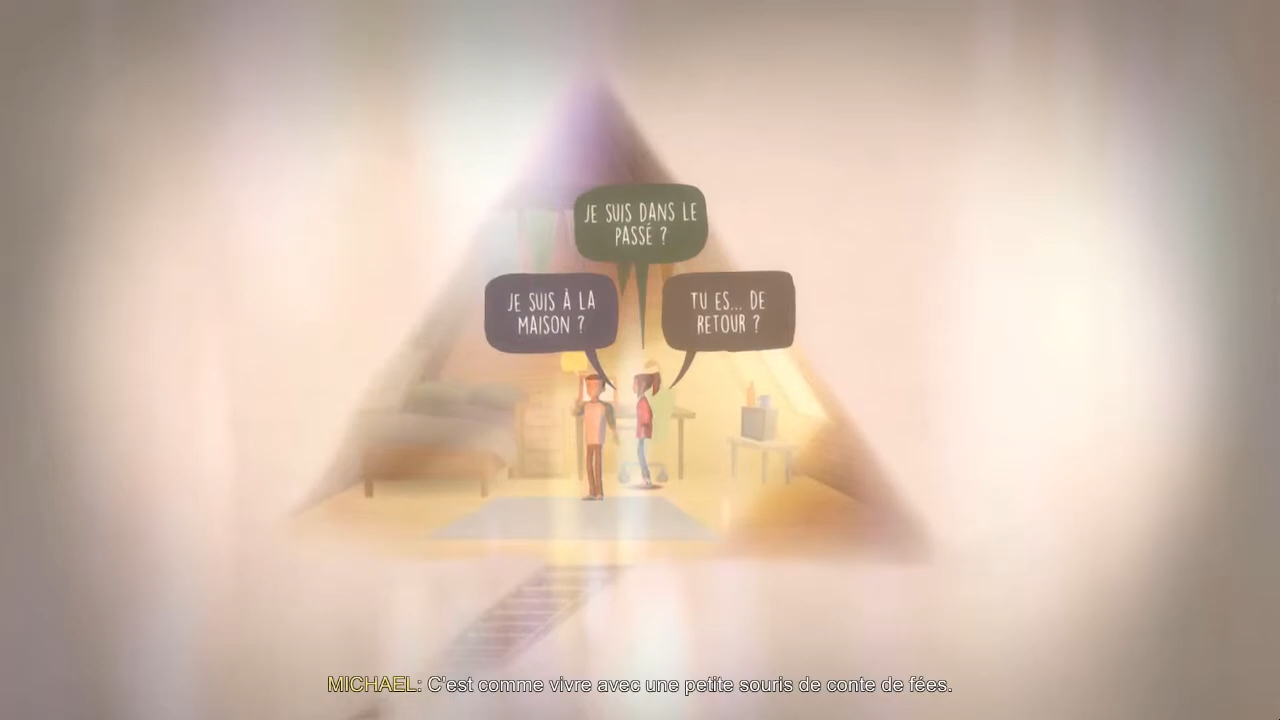 JE SUIS DANS LE
PASSÉ ?
JE SUIS À LA
MAISON ?
TU ES... DE
RETOUR ?
MICHAEL: C'est comme vivre avec une petite souris de conte de fées.